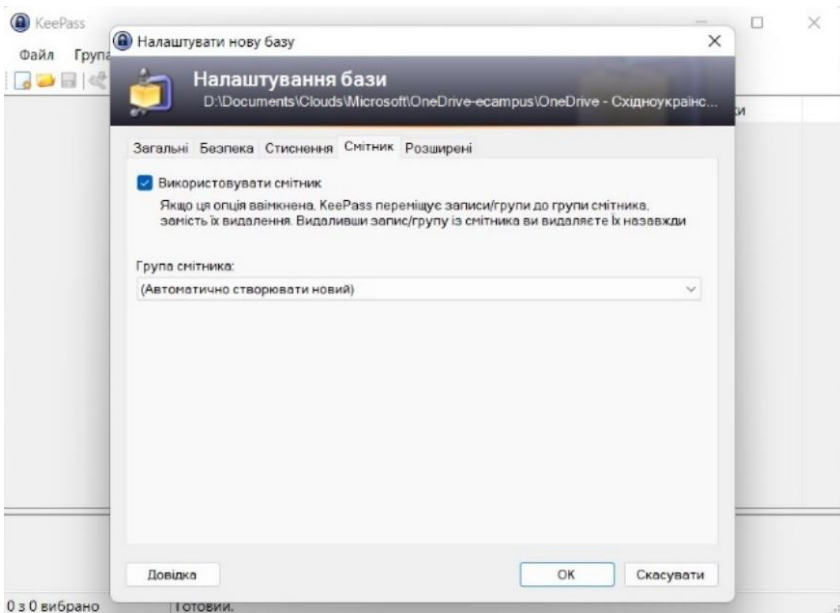 KeePass
Файл Група
Налаштувати нову базу
Налаштування бази
D:\Documents\Clouds\Microsoft\OneDrive-ecampus\OneDrive - Східноукраїнс...
ки
Загальні Безпека Стиснення Смітник Розширені
Використовувати смітник
Якщо ця опція ввімкнена, KeePass переміщує записи/групи до групи смітника,
замість їх видалення. Видаливши запис/групу із смітника ви видаляєте їх назавжди
Група смітника:
(Автоматично створювати новий)
Довідка OK Скасувати
0 з 0 вибрано Готовий.